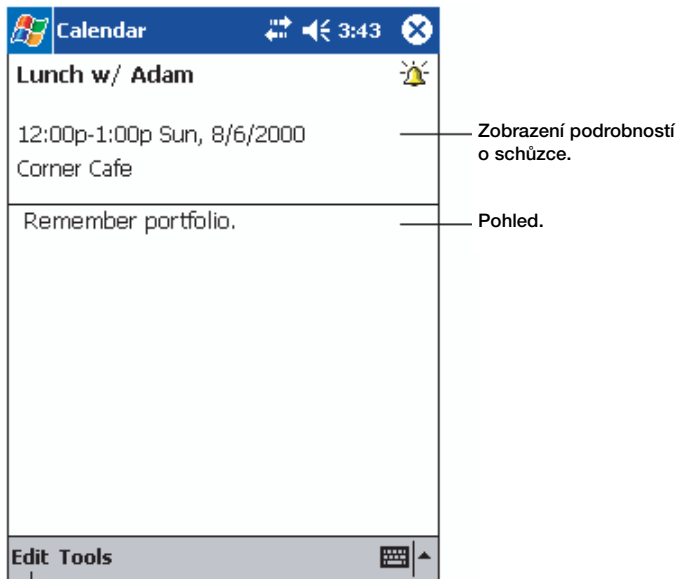 Calendar 3:43
Lunch w/ Adam
12:00p-1:00p Sun, 8/6/2000
Corner Cafe
Zobrazení podrobností
o schůzce.
Remember portfolio.
Pohled.
Edit Tools